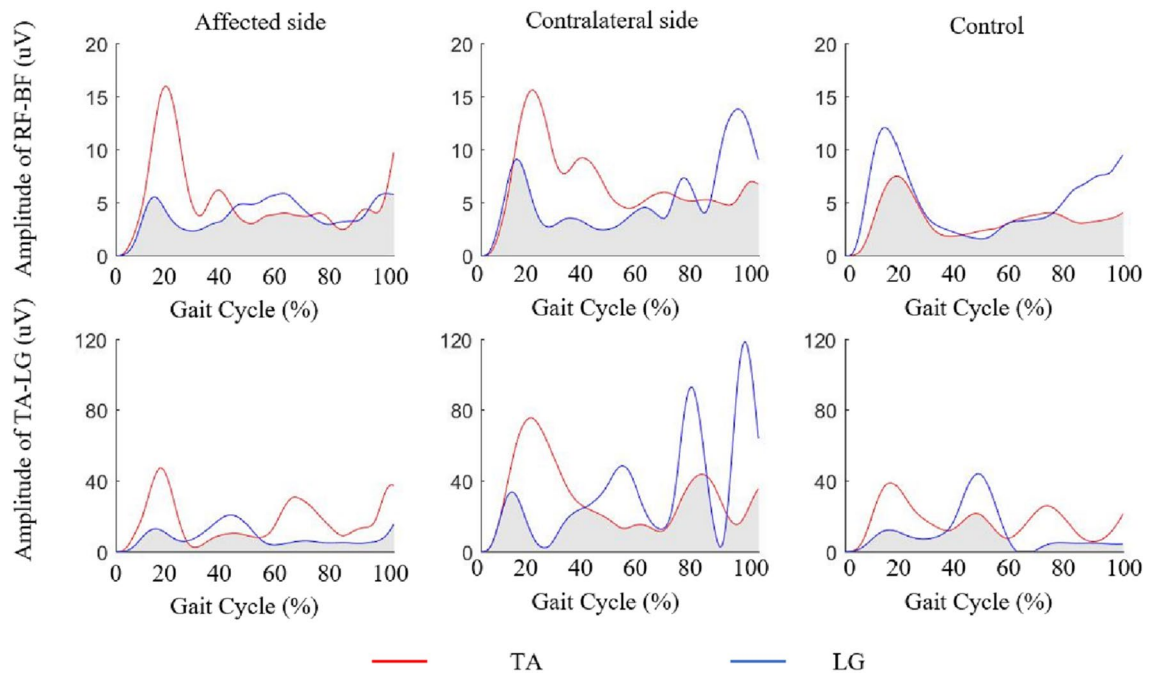 Affected side
Contralateral side
Control
Amplitude of RF-BF (uV)
20
15
10
5
0
0 20 40 60 80 100
Gait Cycle (%)
20
15
10
5
0
0 20 40 60 80 100
Gait Cycle (%)
20
15
10
5
0
0 20 40 60 80 100
Gait Cycle (%)
Amplitude of TA-LG (uV)
120
80
40
0
0 20 40 60 80 100
Gait Cycle (%)
120
80
40
0
0 20 40 60 80 100
Gait Cycle (%)
120
80
40
0
0 20 40 60 80 100
Gait Cycle (%)
TA
LG